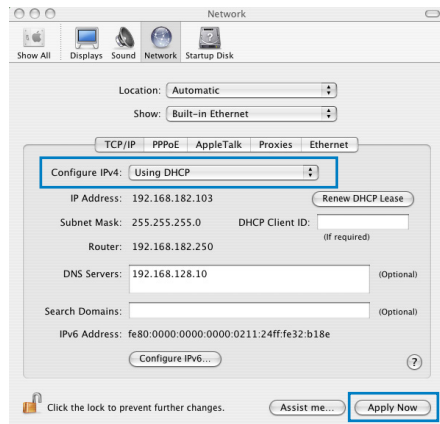 Network
Show All Displays Sound Network Startup Disk
Location: Automatic
Show: Built-in Ethernet
TCP/IP PPPoE AppleTalk Proxies Ethernet
Configure IPv4: Using DHCP
IP Address: 192.168.182.103 Renew DHCP Lease
Subnet Mask: 255.255.255.0 DHCP Client ID:
(If required)
Router: 192.168.182.250
DNS Servers: 192.168.128.10 (Optional)
Search Domains: (Optional)
IPv6 Address: fe80:0000:0000:0000:0211:24ff:fe32:b18e
Configure IPv6... ?
Click the lock to prevent further changes. Assist me... Apply Now